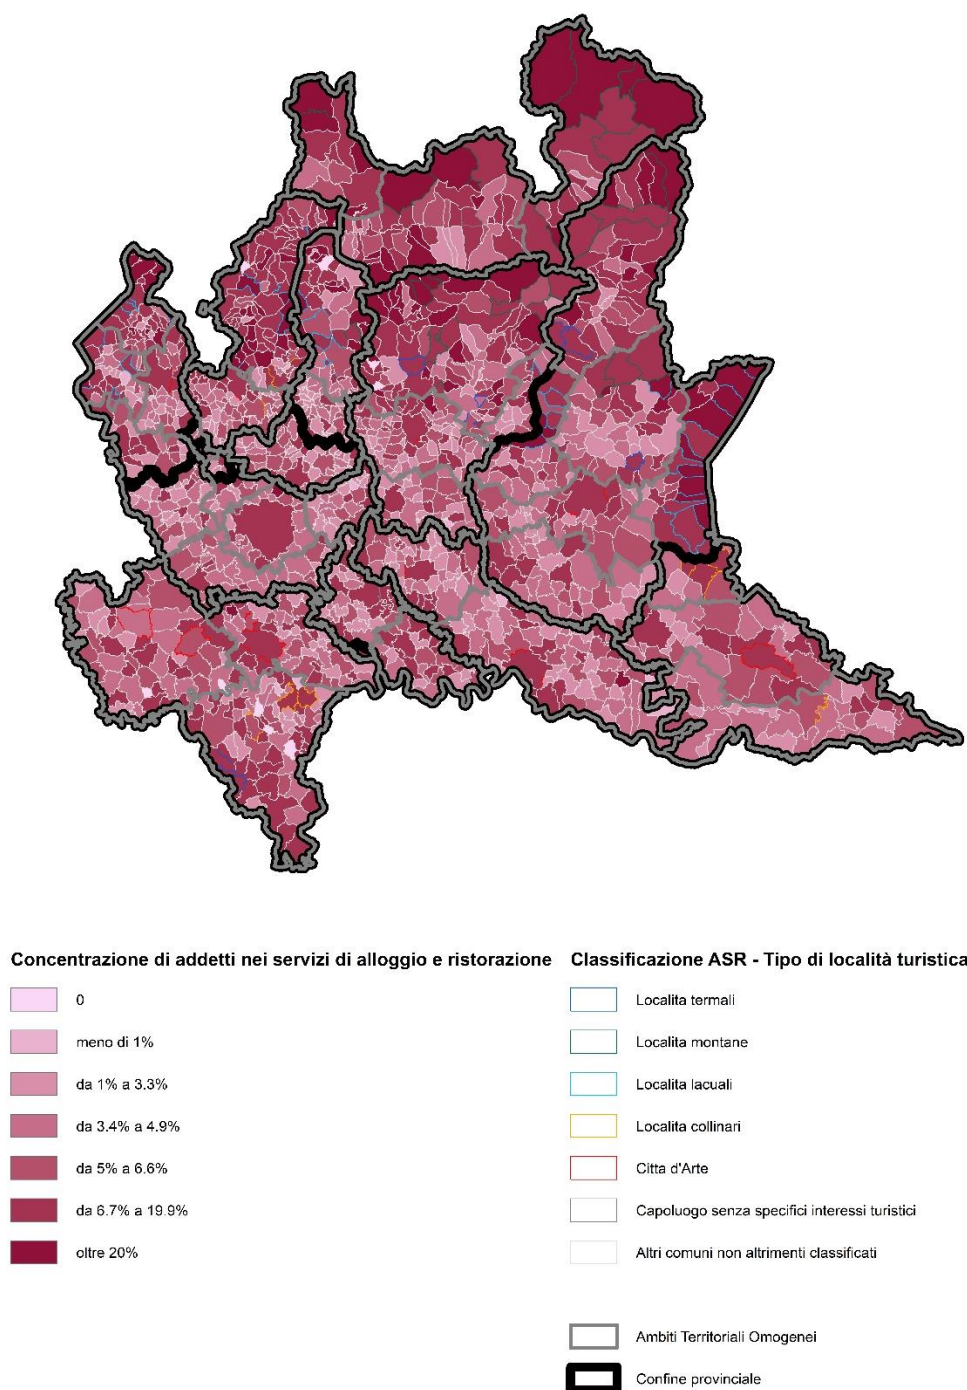 Concentrazione di addetti nei servizi di alloggio e ristorazione
0
meno di 1%
da 1% a 3.3%
da 3.4% a 4.9%
da 5% a 6.6%
da 6.7% a 19.9%
oltre 20%
Classificazione ASR - Tipo di località turistica
Localita termali
Localita montane
Localita lacuali
Localita collinari
Citta d'Arte
Capoluogo senza specifici interessi turistici
Altri comuni non altrimenti classificati
Ambiti Territoriali Omogenei
Confine provinciale